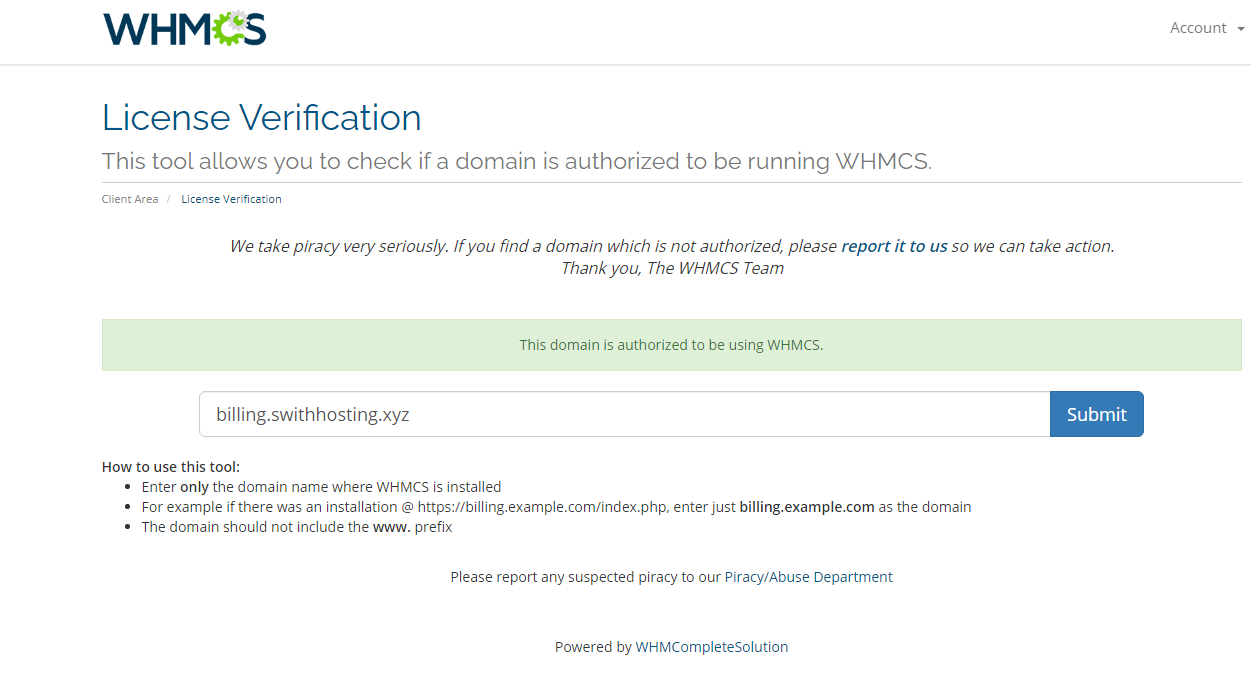 WHMCS
Account
License Verification
This tool allows you to check if a domain is authorized to be running WHMCS.
Client Area / License Verification
We take piracy very seriously. If you find a domain which is not authorized, please report it to us so we can take action.
Thank you, The WHMCS Team
This domain is authorized to be using WHMCS.
billing.swithhosting.xyz Submit
How to use this tool:
• Enter only the domain name where WHMCS is installed
• For example if there was an installation @ https://billing.example.com/index.php, enter just billing.example.com as the domain
• The domain should not include the www. prefix
Please report any suspected piracy to our Piracy/Abuse Department
Powered by WHMCompleteSolution